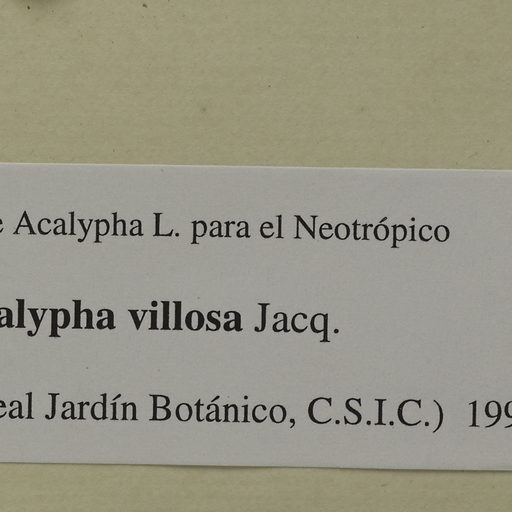 e Acalypha L. para el Neotrópico
alypha villosa Jacq.
eal Jardín Botánico, C.S.I.C.) 199